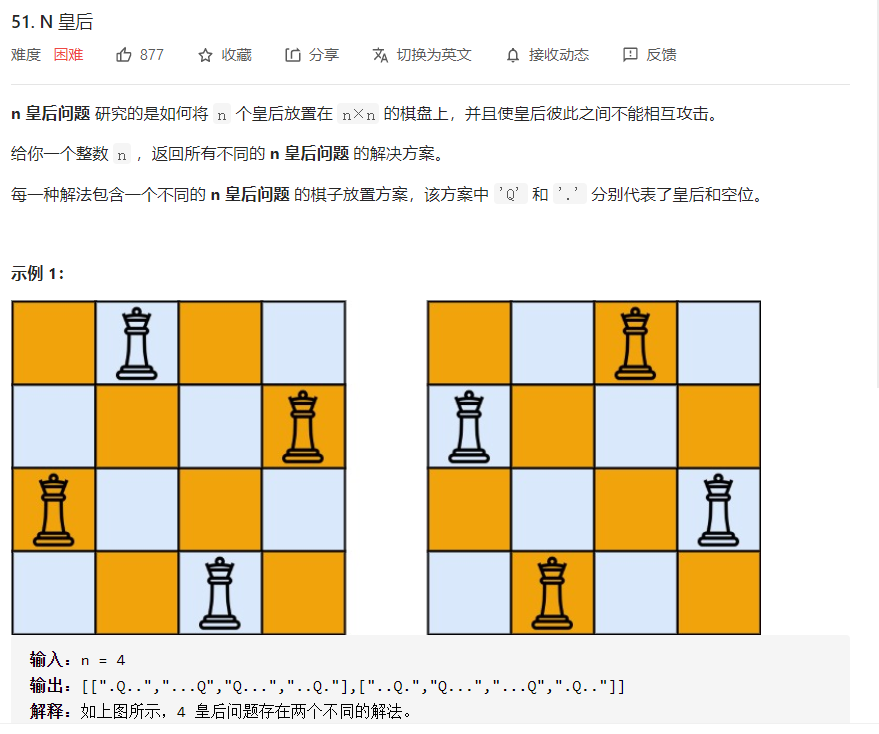 51. N 皇后
难度 困难 877 收藏 分享 切换为英文 接收动态 反馈
n 皇后问题 研究的是如何将 n 个皇后放置在 n×n 的棋盘上，并且使皇后彼此之间不能相互攻击。
给你一个整数 n ，返回所有不同的 n 皇后问题 的解决方案。
每一种解法包含一个不同的 n 皇后问题 的棋子放置方案，该方案中 'Q' 和 '.' 分别代表了皇后和空位。
示例 1：
输入：n = 4
输出：[[".Q..","...Q","Q...","..Q."],["..Q.","Q...","...Q",".Q.."]]
解释：如上图所示，4 皇后问题存在两个不同的解法。